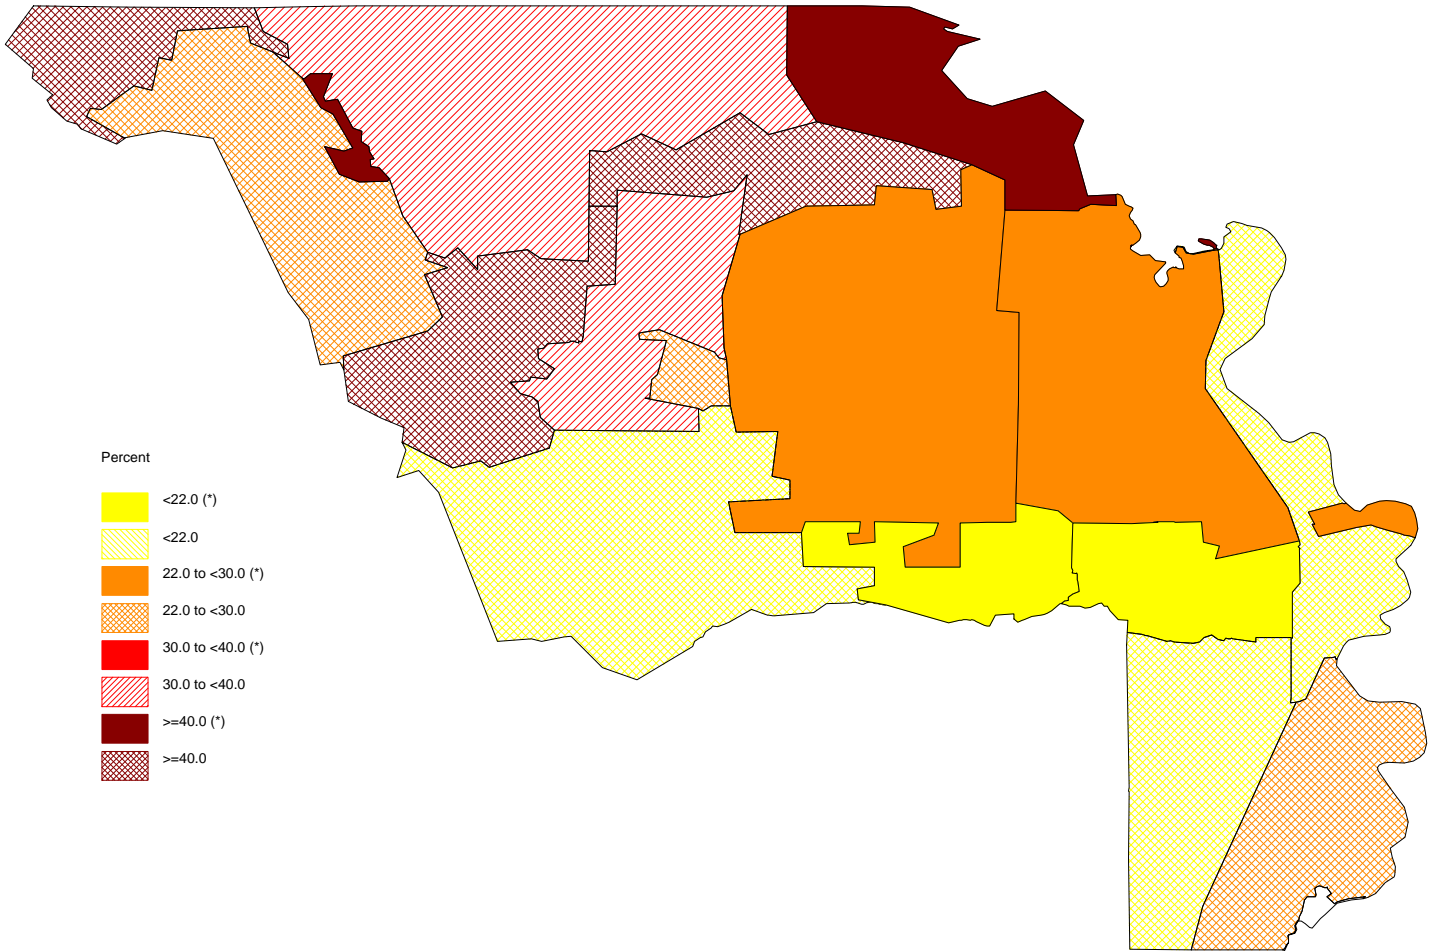 Percent
<22.0 (*)
<22.0
22.0 to <30.0 (*)
22.0 to <30.0
30.0 to <40.0 (*)
30.0 to <40.0
>=40.0 (*)
>=40.0